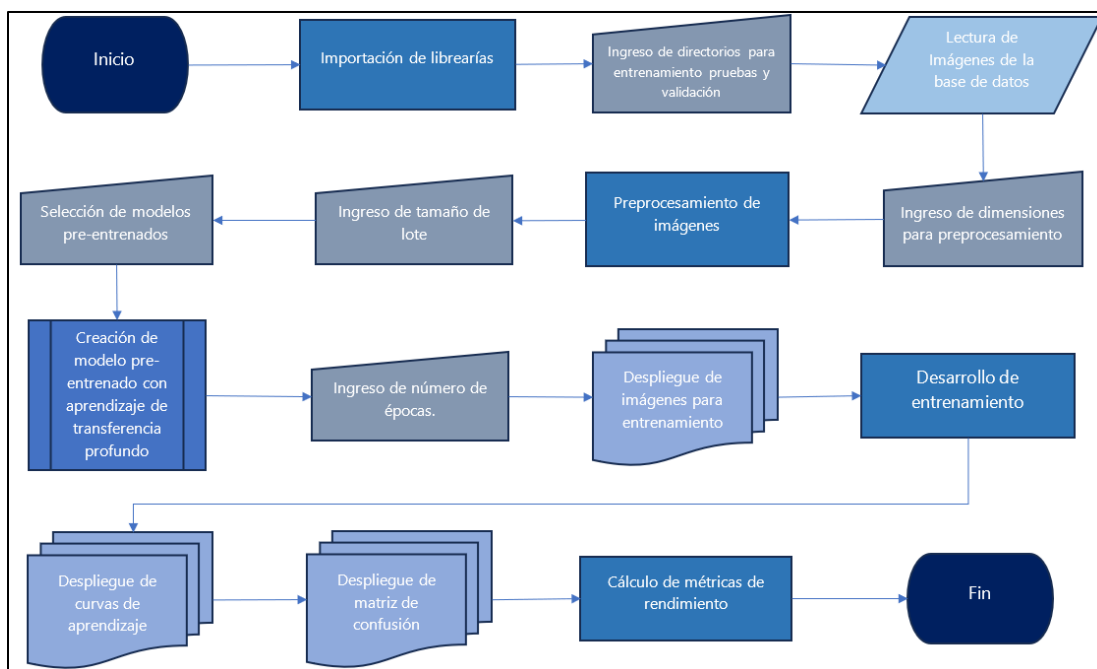 Inicio
Importación de librearías
Ingreso de directorios para
entrenamiento pruebas y
validación
Lectura de
Imágenes de la
base de datos
Selección de modelos
pre-entrenados
Ingreso de tamaño de
lote
Preprocesamiento de
imágenes
Ingreso de dimensiones
para preprocesamiento
Creación de
modelo pre-
entrenado con
aprendizaje de
transferencia
profundo
Ingreso de número de
épocas.
Despliegue de
imágenes para
entrenamiento
Desarrollo de
entrenamiento
Despliegue de
curvas de
aprendizaje
Despliegue de
matriz de
confusión
Cálculo de métricas de
rendimiento
Fin